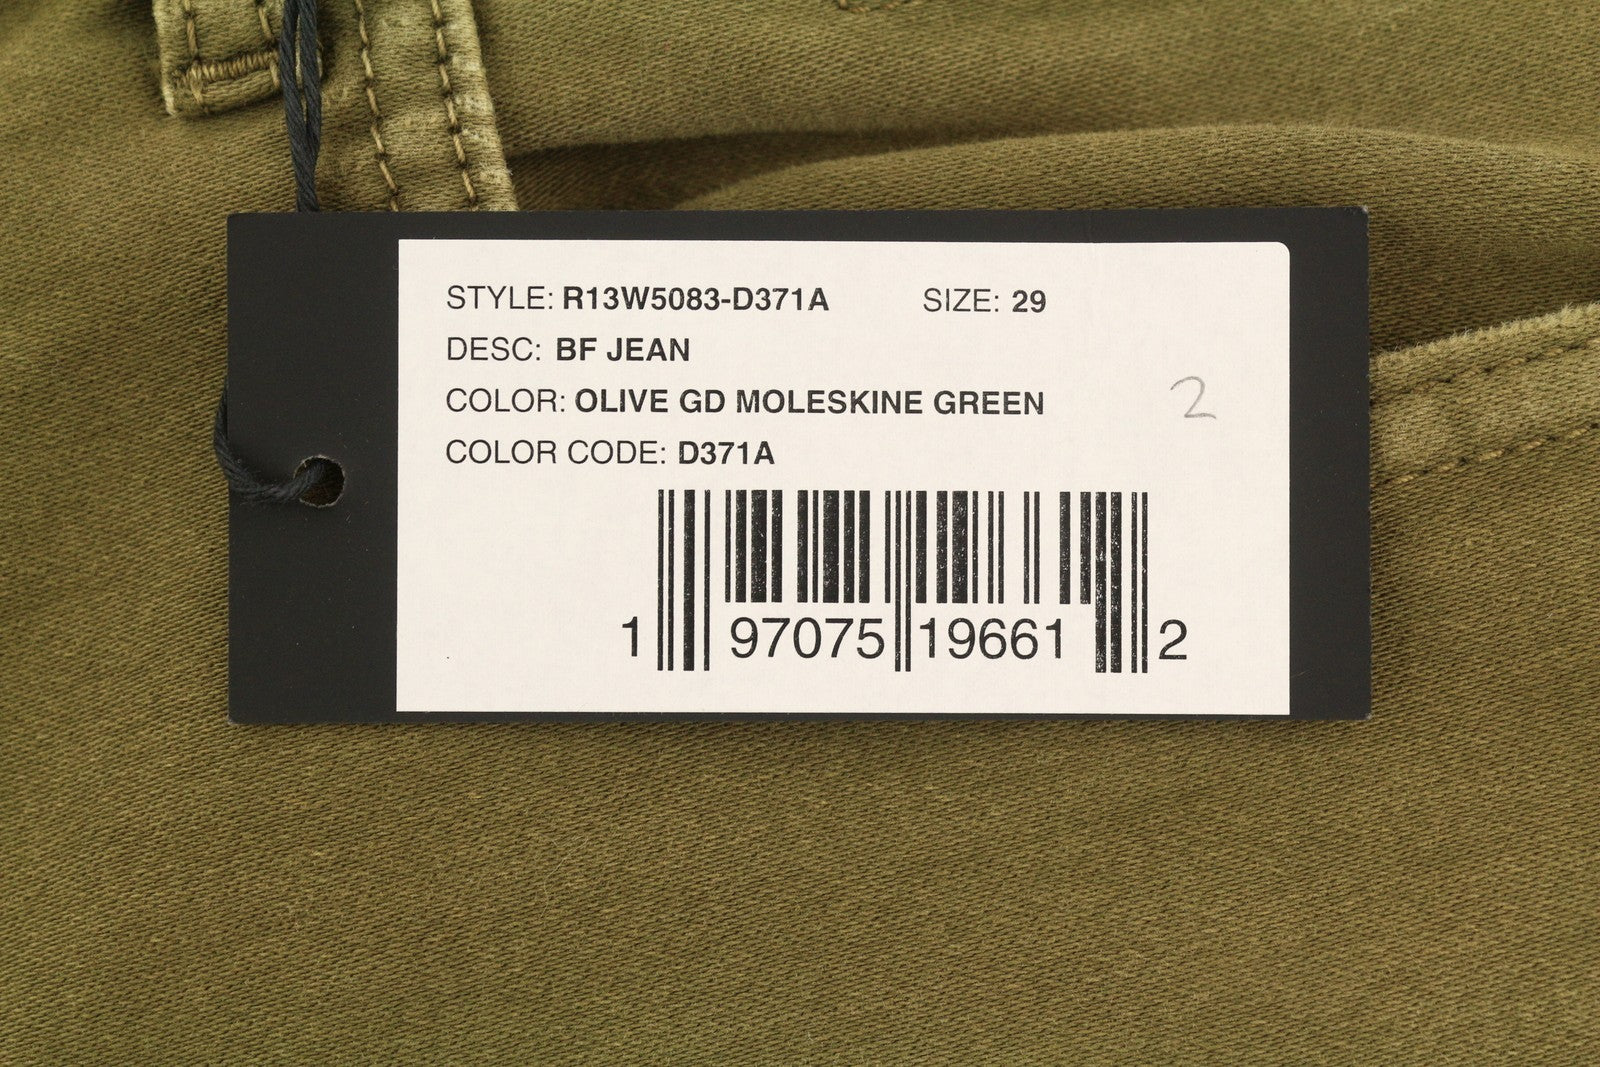 STYLE: R13W5083-D371A SIZE: 29
DESC: BF JEAN
COLOR: OLIVE GD MOLESKINE GREEN
2
COLOR CODE: D371A
1 97075 19661 2